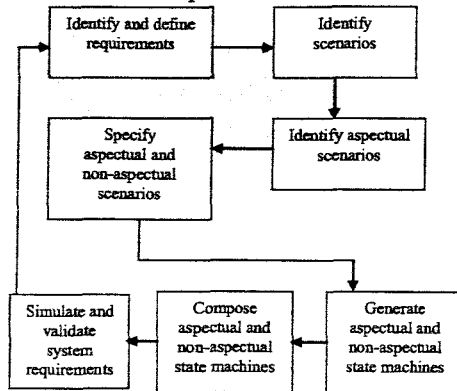 Identify and define
requirements
Identify
scenarios
Identify aspectual
scenarios
Specify
aspectual and
non-aspectual
scenarios
Generate
aspectual and
non-aspectual
state machines
Compose
aspectual and
non-aspectual
state machines
Simulate and
validate
system
requirements